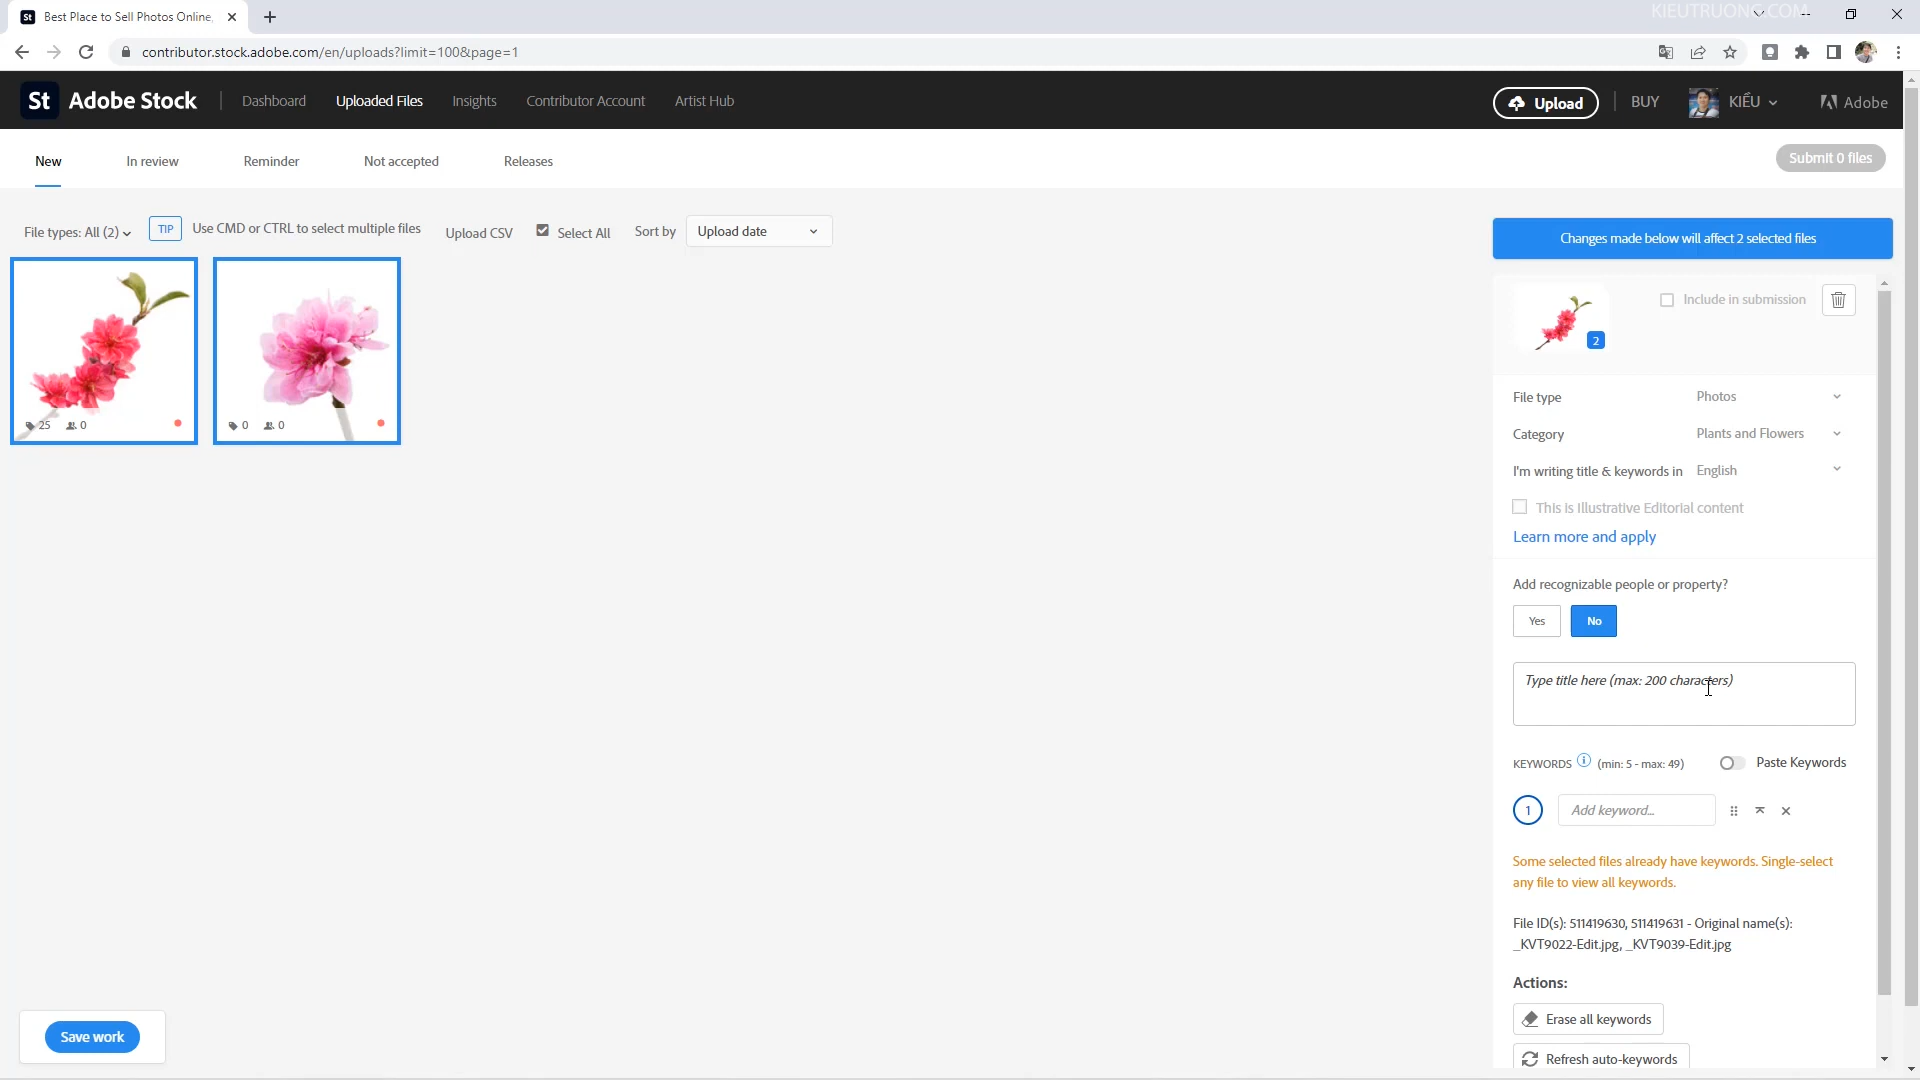 St Best Place to Sell Photos Online,
KIEUTRUONG.COM
contributor.stock.adobe.com/en/uploads?limit=100&page=1
St Adobe Stock Dashboard Uploaded Files Insights Contributor Account Artist Hub Upload BUY KIỀU Adobe
New In review Reminder Not accepted Releases Submit 0 files
File types: All (2) TIP Use CMD or CTRL to select multiple files Upload CSV Select All Sort by Upload date
Changes made below will affect 2 selected files
Include in submission
2
25 0
0 0
File type Photos
Category Plants and Flowers
I'm writing title & keywords in English
This is Illustrative Editorial content
Learn more and apply
Add recognizable people or property?
Yes No
Type title here (max: 200 characters)
KEYWORDS (min: 5 - max: 49) Paste Keywords
1 Add keyword...
Some selected files already have keywords. Single-select
any file to view all keywords.
File ID(s): 511419630, 511419631 - Original name(s):
_KVT9022-Edit.jpg, _KVT9039-Edit.jpg
Actions:
Erase all keywords
Refresh auto-keywords
Save work